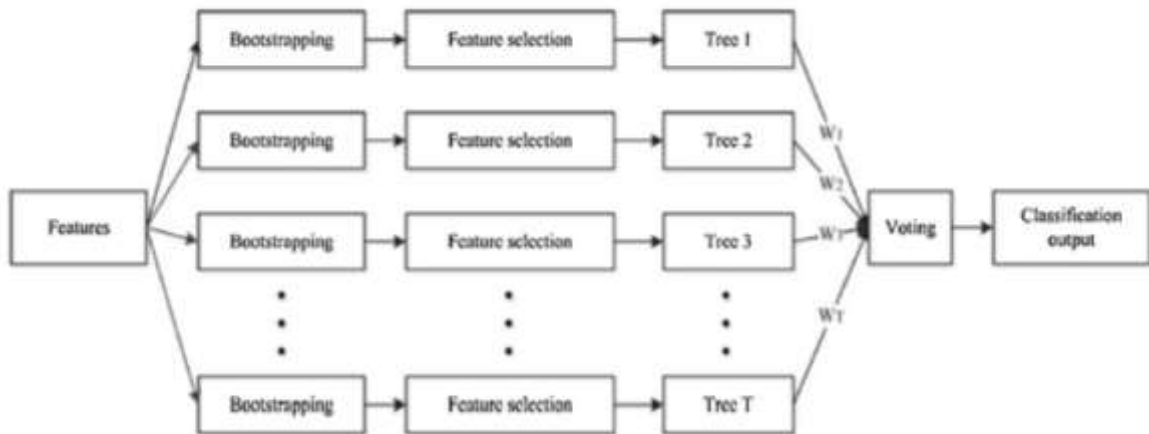 Bootstrapping
Feature selection
Tree 1
W1
Bootstrapping
Feature selection
Tree 2
W2
Features
Bootstrapping
Feature selection
Tree 3
Voting
Classification
output
WT
Bootstrapping
Feature selection
Tree T